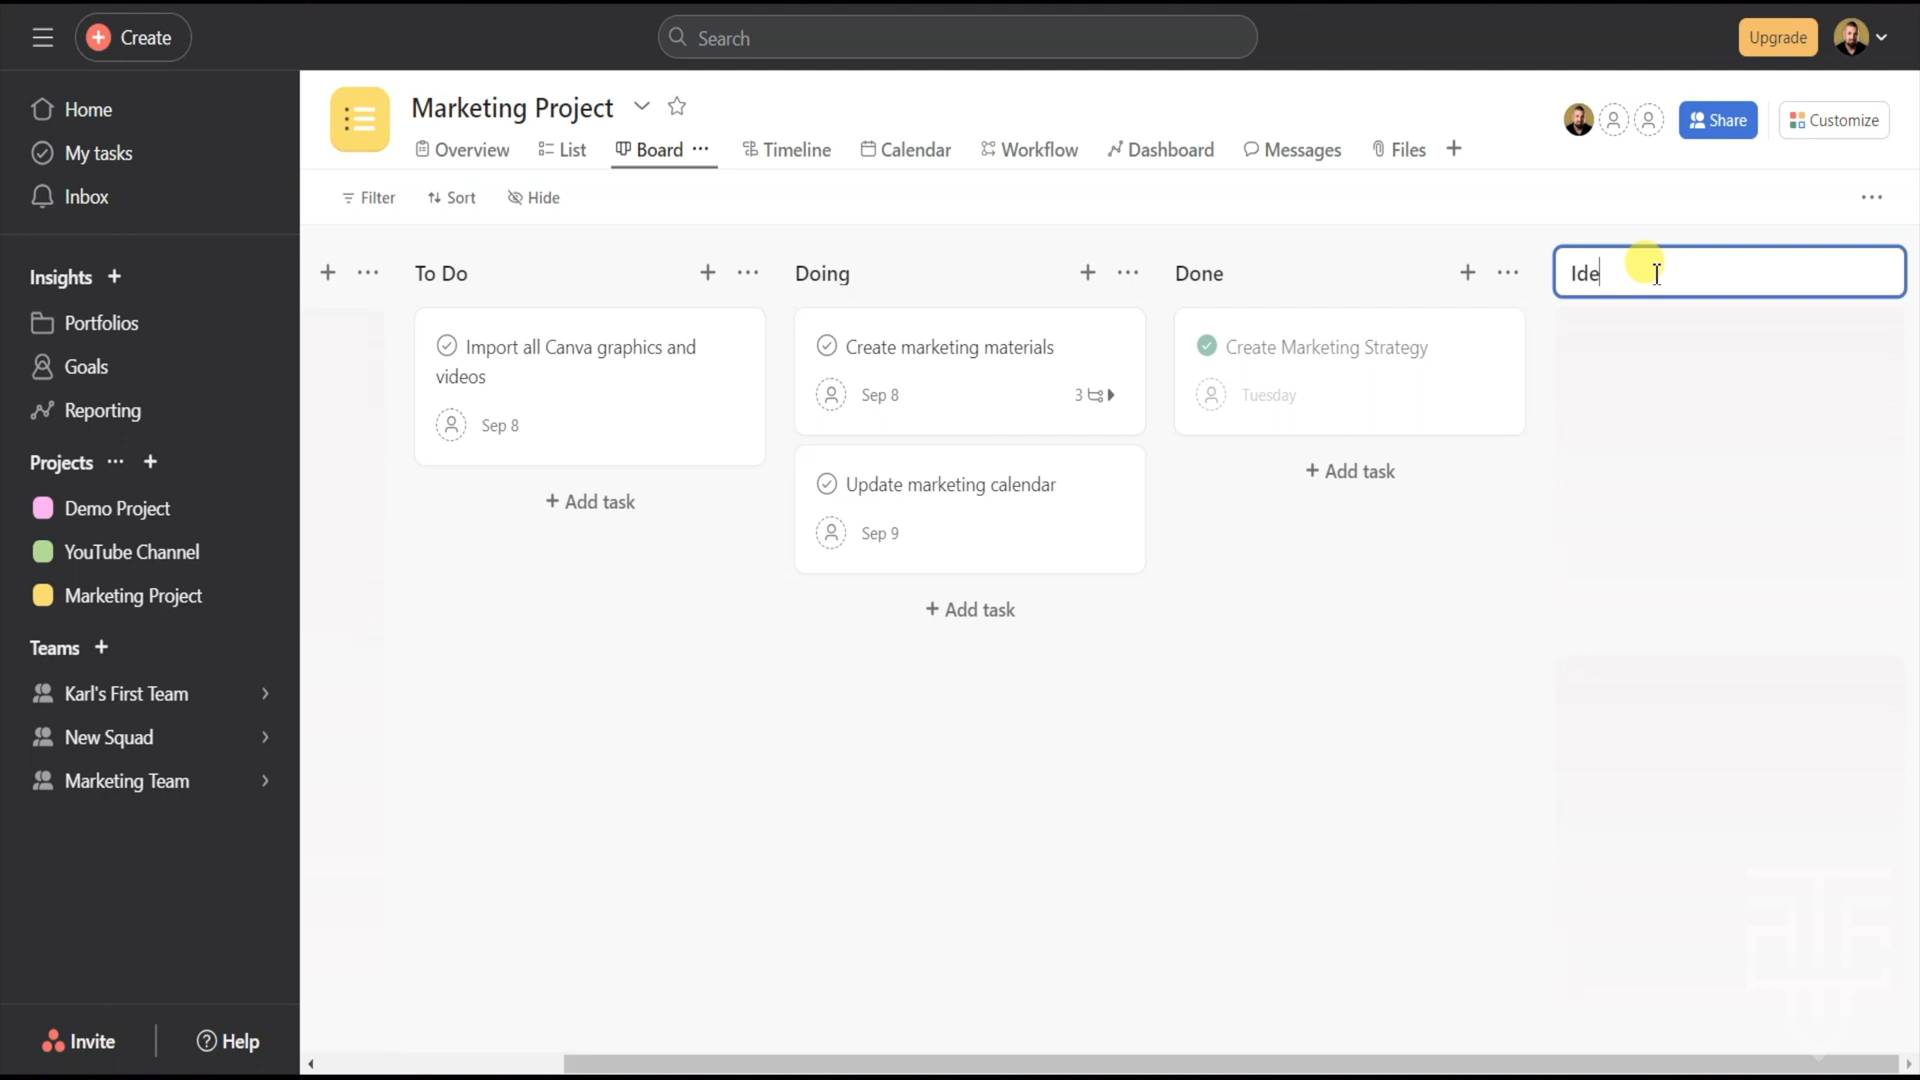 Create
Search
Upgrade
Home
My tasks
Inbox
Insights +
Portfolios
Goals
Reporting
Projects ... +
Demo Project
YouTube Channel
Marketing Project
Teams +
Karl's First Team
New Squad
Marketing Team
Invite
Help
Marketing Project
Share
Customize
Overview
List
Board ...
Timeline
Calendar
Workflow
Dashboard
Messages
Files
+
Filter
Sort
Hide
...
+ ...
To Do + ...
Import all Canva graphics and
videos
Sep 8
+ Add task
Doing + ...
Create marketing materials
Sep 8
3
Update marketing calendar
Sep 9
+ Add task
Done + ...
Create Marketing Strategy
Tuesday
+ Add task
Ide